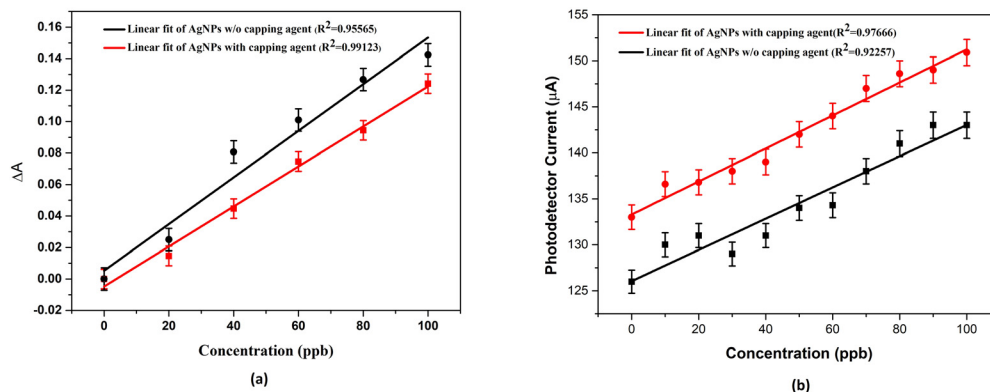 Linear fit of AgNPs w/o capping agent (R²=0.95565)
Linear fit of AgNPs with capping agent (R²=0.99123)
0.16
0.14
0.12
0.10
0.08
0.06
0.04
0.02
0.00
-0.02
ΔA
0 20 40 60 80 100
Concentration (ppb)
(a)
Linear fit of AgNPs with capping agent(R²=0.97666)
Linear fit of AgNPs w/o capping agent(R²=0.92257)
155
150
145
140
135
130
125
Photodetector Current (μA)
0 10 20 30 40 50 60 70 80 90 100
Concentration (ppb)
(b)